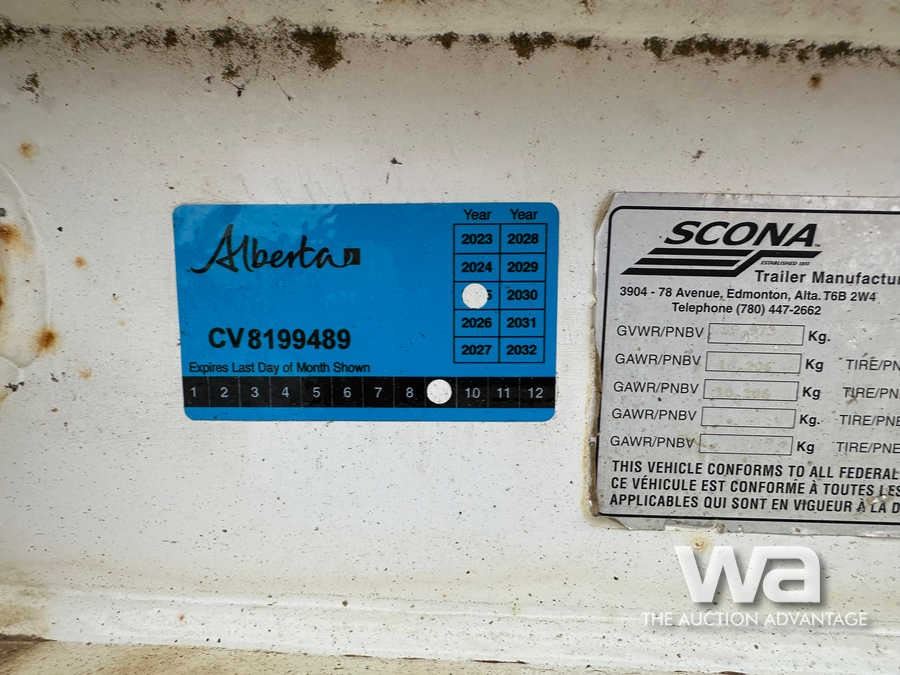 Alberta
Year Year
2023 2028
2024 2029
2030
2026 2031
2027 2032
CV8199489
Expires Last Day of Month Shown
1 2 3 4 5 6 7 8 10 11 12
SCONA™
ESTABLISHED
Trailer Manufactur
3904 - 78 Avenue, Edmonton, Alta. T6B 2W4
Telephone (780) 447-2662
GVWR/PNBV Kg.
GAWR/PNBV Kg TIRE/PN
GAWR/PNBV Kg TIRE/PN
GAWR/PNBV Kg. TIRE/PNE
GAWR/PNBV Kg TIRE/PNE
THIS VEHICLE CONFORMS TO ALL FEDERAL
CE VÉHICULE EST CONFORME À TOUTES LES
APPLICABLES QUI SONT EN VIGUEUR À LA D
wa
THE AUCTION ADVANTAGE